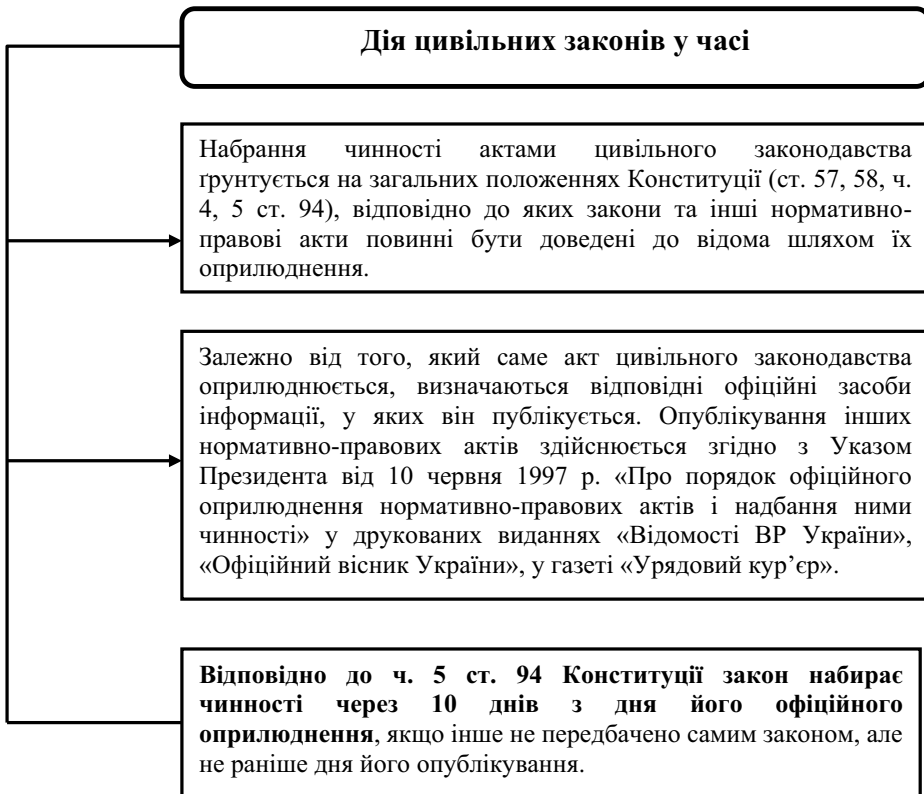 Дія цивільних законів у часі
Набрання чинності актами цивільного законодавства
ґрунтується на загальних положеннях Конституції (ст. 57, 58, ч.
4, 5 ст. 94), відповідно до яких закони та інші нормативно-
правові акти повинні бути доведені до відома шляхом їх
оприлюднення.
Залежно від того, який саме акт цивільного законодавства
оприлюднюється, визначаються відповідні офіційні засоби
інформації, у яких він публікується. Опублікування інших
нормативно-правових актів здійснюється згідно з Указом
Президента від 10 червня 1997 р. «Про порядок офіційного
оприлюднення нормативно-правових актів і надбання ними
чинності» у друкованих виданнях «Відомості ВР України»,
«Офіційний вісник України», у газеті «Урядовий кур’єр».
Відповідно до ч. 5 ст. 94 Конституції закон набирає
чинності через 10 днів з дня його офіційного
оприлюднення, якщо інше не передбачено самим законом, але
не раніше дня його опублікування.